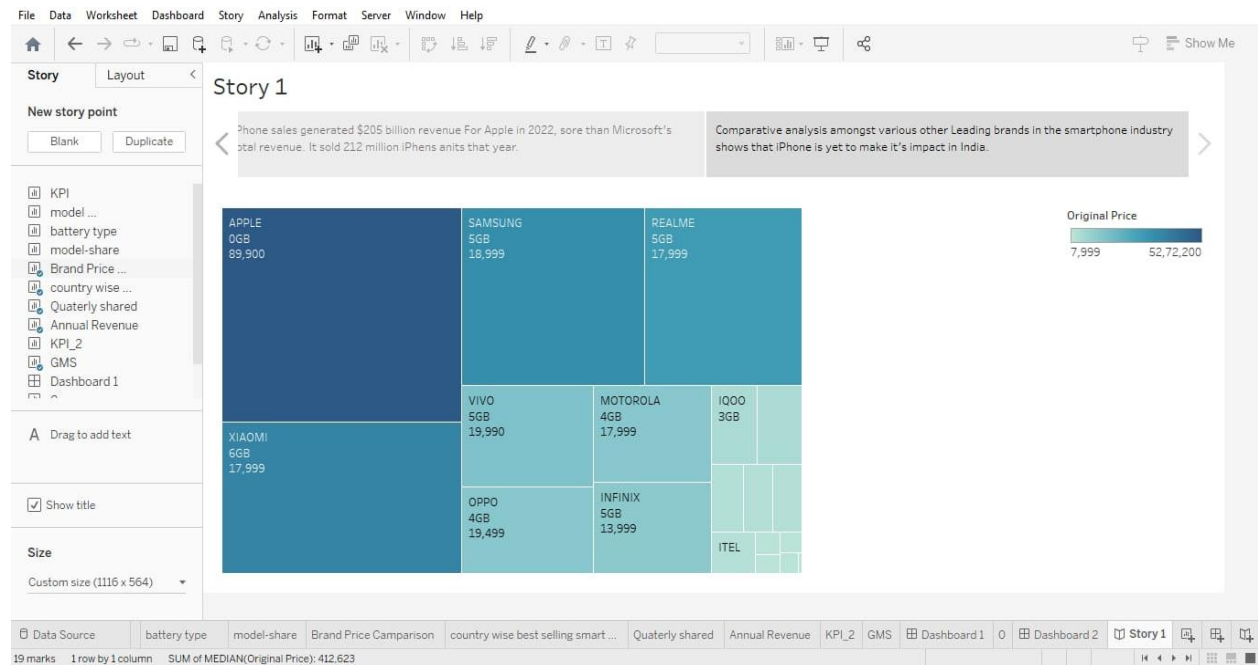 File Data Worksheet Dashboard Story Analysis Format Server Window Help
Show Me
Story Layout
Story 1
New story point
Blank Duplicate
Phone sales generated $205 billion revenue For Apple in 2022, sore than Microsoft's
otal revenue. It sold 212 million iPhens anits that year.
Comparative analysis amongst various other Leading brands in the smartphone industry
shows that iPhone is yet to make it's impact in India.
KPI
model ...
battery type
model-share
Brand Price ...
country wise ...
Quaterly shared
Annual Revenue
KPI_2
GMS
Dashboard 1
A Drag to add text
Show title
Size
Custom size (1116 x 564)
APPLE
0GB
89,900
SAMSUNG
5GB
18,999
REALME
5GB
17,999
XIAOMI
6GB
17,999
VIVO
5GB
19,990
MOTOROLA
4GB
17,999
IQOO
3GB
OPPO
4GB
19,499
INFINIX
5GB
13,999
ITEL
Original Price
7,999 52,72,200
Data Source battery type model-share Brand Price Camparison country wise best selling smart ... Quaterly shared Annual Revenue KPI_2 GMS Dashboard 1 0 Dashboard 2 Story 1
19 marks 1 row by 1 column SUM of MEDIAN(Original Price): 412,623